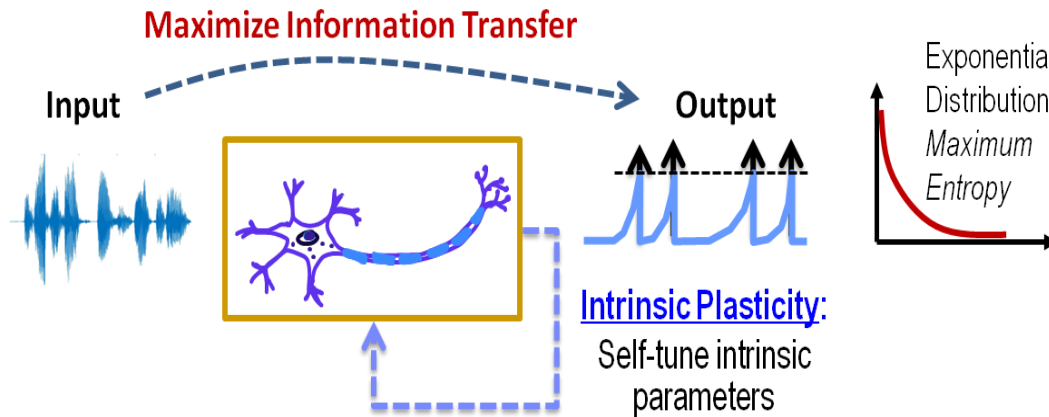 Maximize Information Transfer
Input
Output
Exponentia
Distribution
Maximum
Entropy
Intrinsic Plasticity:
Self-tune intrinsic
parameters